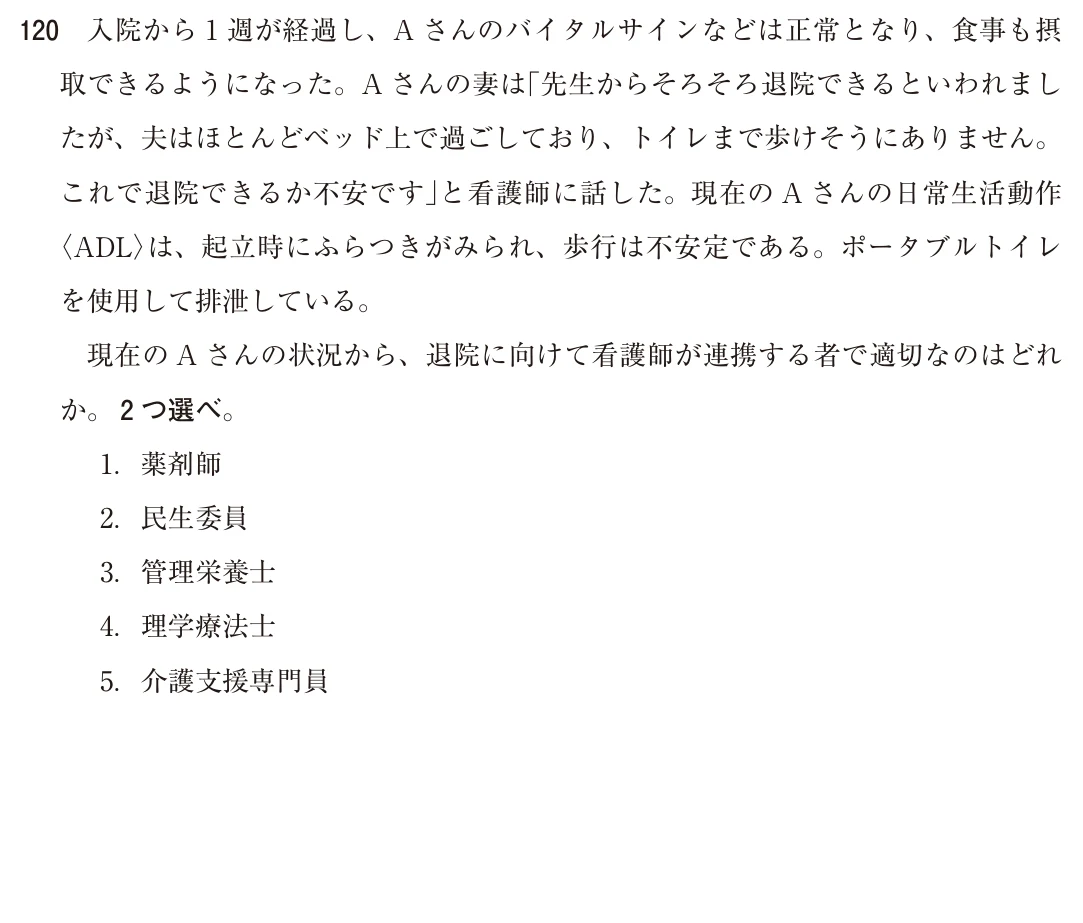 120 入院から1週が経過し、Aさんのバイタルサインなどは正常となり、食事も摂
取できるようになった。Aさんの妻は「先生からそろそろ退院できるといわれまし
たが、夫はほとんどベッド上で過ごしており、トイレまで歩けそうにありません。
これで退院できるか不安です」と看護師に話した。現在のAさんの日常生活動作
〈ADL〉は、起立時にふらつきがみられ、歩行は不安定である。ポータブルトイレ
を使用して排泄している。
現在のAさんの状況から、退院に向けて看護師が連携する者で適切なのはどれ
か。2つ選べ。
1. 薬剤師
2. 民生委員
3. 管理栄養士
4. 理学療法士
5. 介護支援専門員